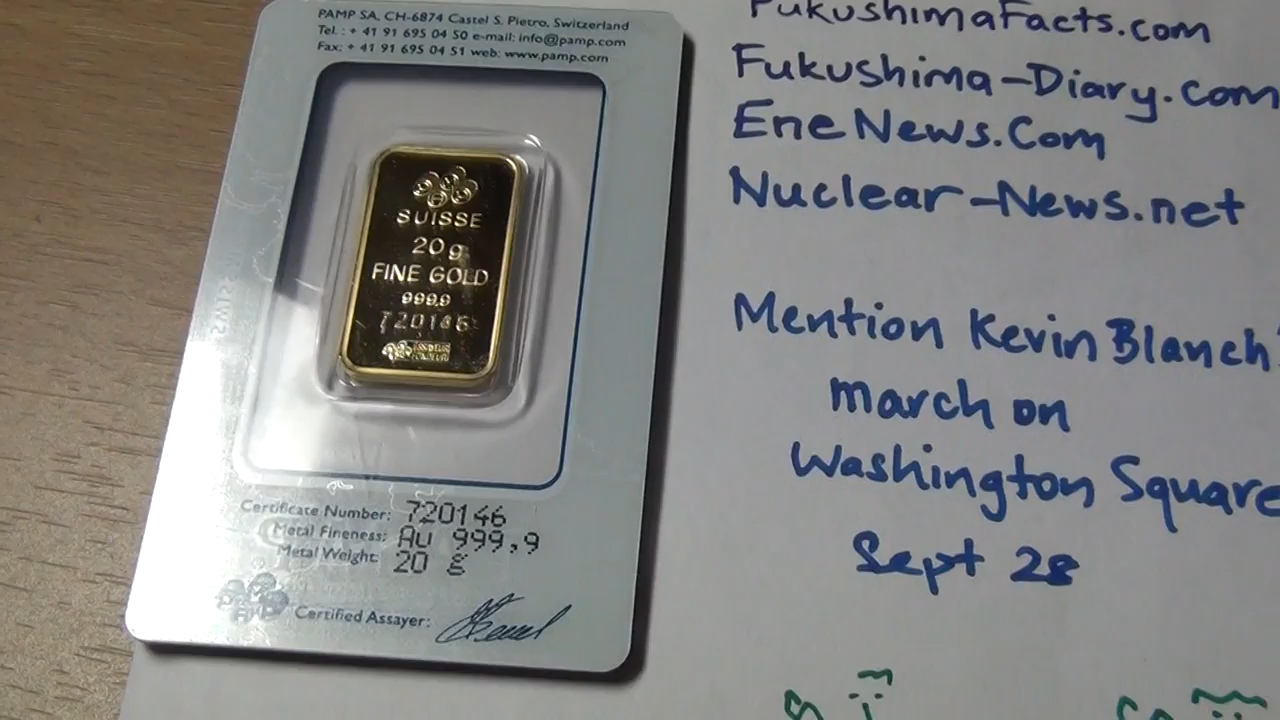 PAMP SA, CH-6874 Castel S. Pietro, Switzerland
Tel. : + 41 91 695 04 50 e-mail: info@pamp.com
Fax: + 41 91 695 04 51 web: www.pamp.com
SUISSE
20g
FINE GOLD
999.9
720146
Certificate Number: 720146
Metal Fineness: Au 999,9
Metal Weight: 20 g
Certified Assayer:
FukushimaFacts.com
Fukushima-Diary.com
EneNews.Com
Nuclear-News.net
Mention Kevin Blanch'
march on
Washington Square
Sept 28